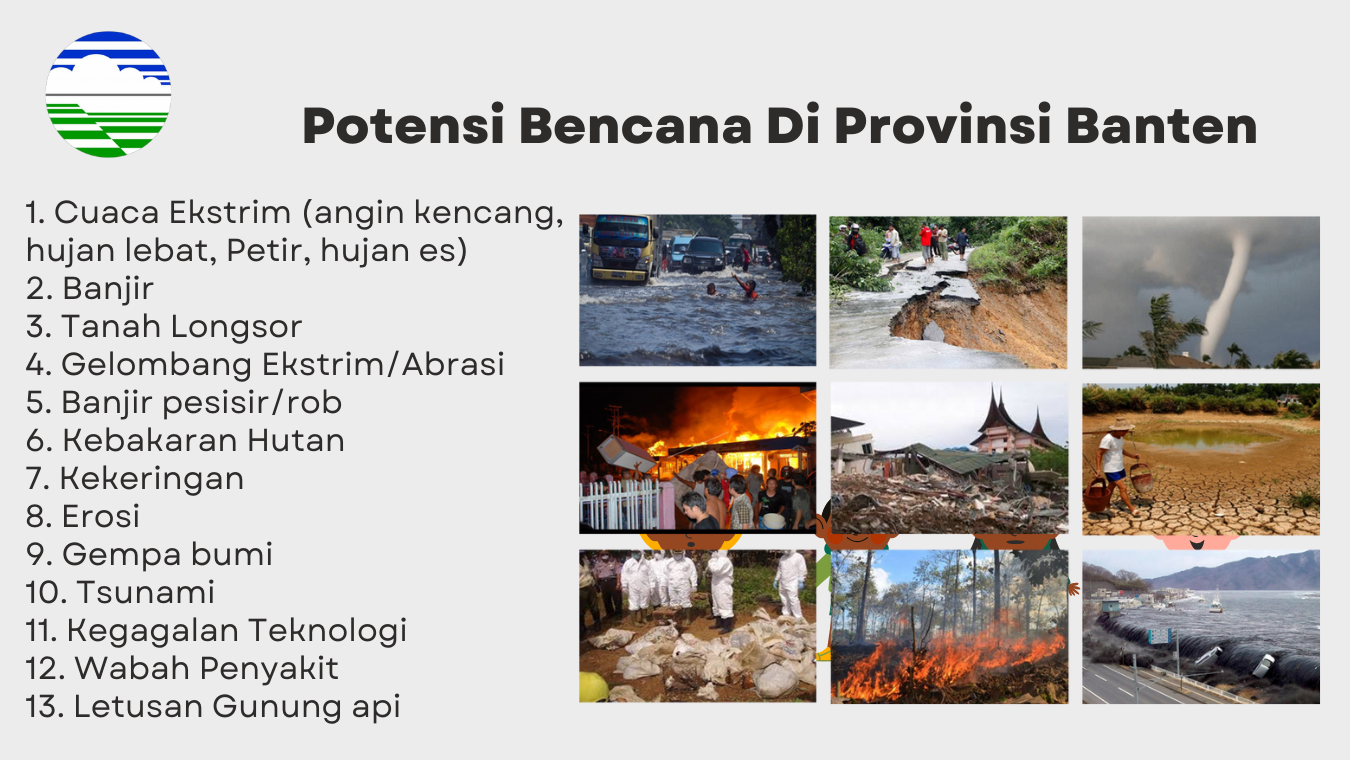 Potensi Bencana Di Provinsi Banten
1. Cuaca Ekstrim (angin kencang,
hujan lebat, Petir, hujan es)
2. Banjir
3. Tanah Longsor
4. Gelombang Ekstrim/Abrasi
5. Banjir pesisir/rob
6. Kebakaran Hutan
7. Kekeringan
8. Erosi
9. Gempa bumi
10. Tsunami
11. Kegagalan Teknologi
12. Wabah Penyakit
13. Letusan Gunung api